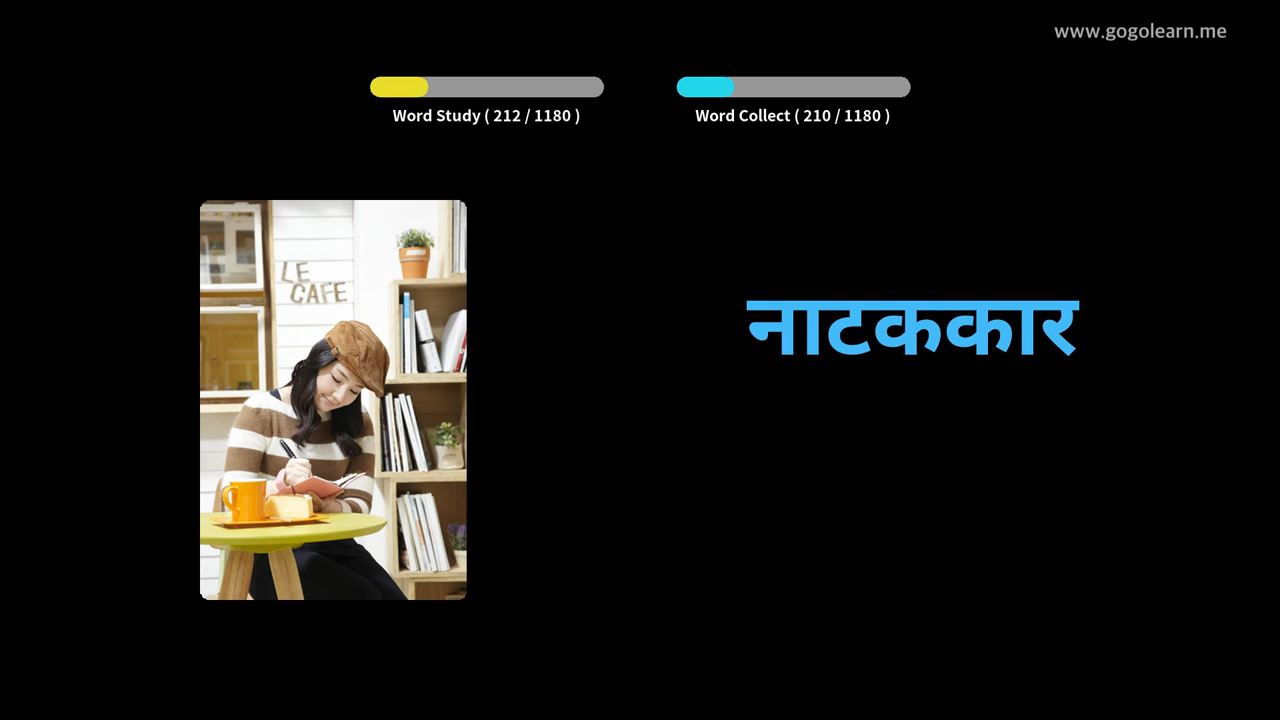 www.gogolearn.me
Word Study ( 212 / 1180 )
Word Collect ( 210 / 1180 )
LE
CAFE
नाटककार